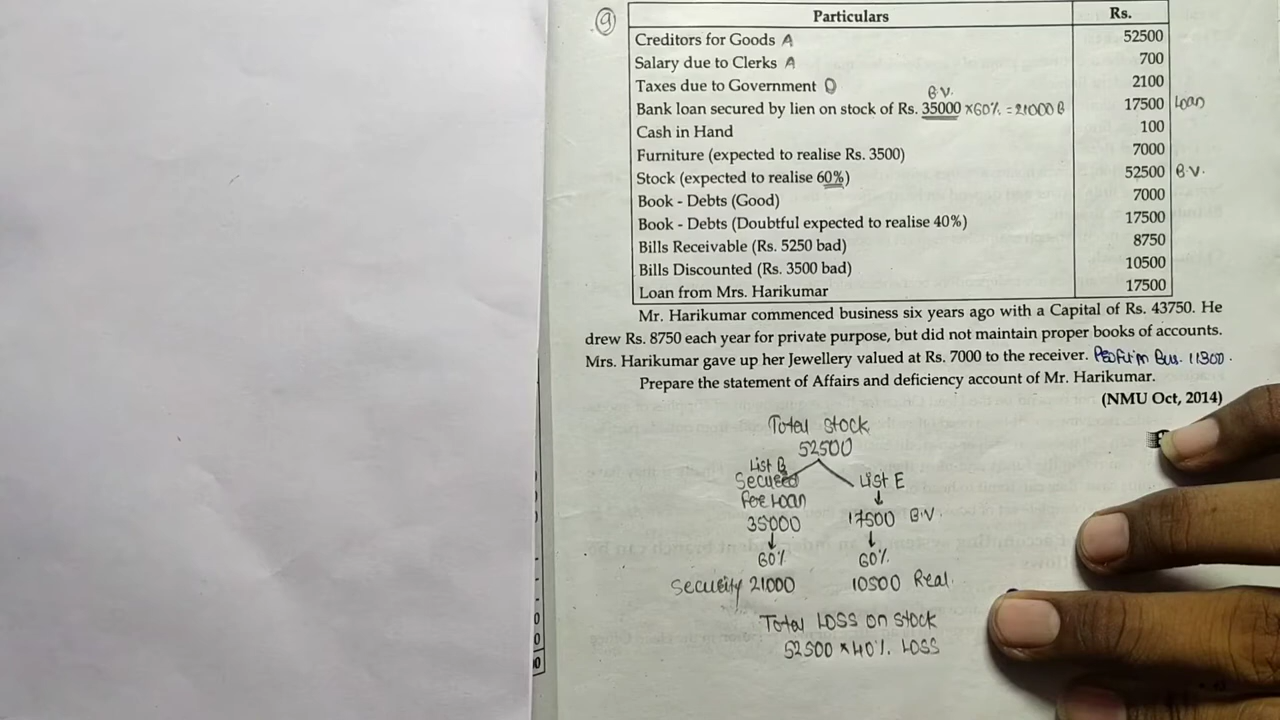 9
Particulars Rs.
Creditors for Goods A 52500
Salary due to Clerks A 700
Taxes due to Government D 2100
B.V.
Bank loan secured by lien on stock of Rs. 35000 ×60% = 21000 B 17500 Loan
Cash in Hand 100
Furniture (expected to realise Rs. 3500) 7000
Stock (expected to realise 60%) 52500 B.V.
Book - Debts (Good) 7000
Book - Debts (Doubtful expected to realise 40%) 17500
Bills Receivable (Rs. 5250 bad) 8750
Bills Discounted (Rs. 3500 bad) 10500
Loan from Mrs. Harikumar 17500
Mr. Harikumar commenced business six years ago with a Capital of Rs. 43750. He
drew Rs. 8750 each year for private purpose, but did not maintain proper books of accounts.
Mrs. Harikumar gave up her Jewellery valued at Rs. 7000 to the receiver. Profit in Bus. 11300.
Prepare the statement of Affairs and deficiency account of Mr. Harikumar.
(NMU Oct, 2014)
Total stock
52500
List B
Secured List E
For Loan
35000 17500 B.V.
60% 60%
Security 21000 10500 Real.
Total Loss on stock
52500 × 40% Loss